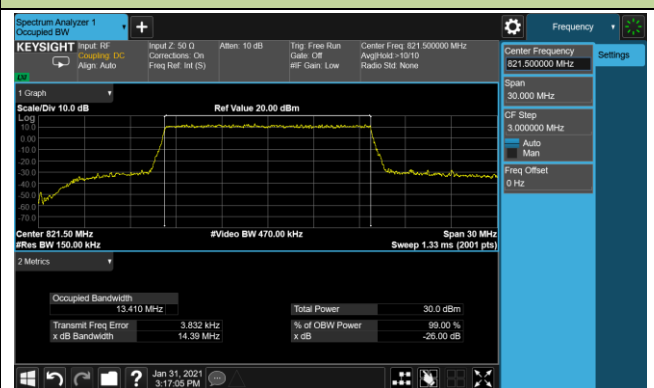 Spectrum Analyzer 1
Occupied BW
Frequency
KEYSIGHT
Input: RF
Coupling: DC
Align: Auto
Input Z: 50 Ω
Corrections: On
Freq Ref: Int (S)
Atten: 10 dB
Trig: Free Run
Gate: Off
#IF Gain: Low
Center Freq: 821.500000 MHz
Avg|Hold:>10/10
Radio Std: None
LXI
Center Frequency
821.500000 MHz
Settings
Span
30.000 MHz
CF Step
3.000000 MHz
Auto
Man
Freq Offset
0 Hz
1 Graph
Scale/Div 10.0 dB
Ref Value 20.00 dBm
Log
10.0
0.00
-10.0
-20.0
-30.0
-40.0
-50.0
-60.0
-70.0
Center 821.50 MHz
#Video BW 470.00 kHz
Span 30 MHz
#Res BW 150.00 kHz
Sweep 1.33 ms (2001 pts)
2 Metrics
Occupied Bandwidth
13.410 MHz
Total Power 30.0 dBm
Transmit Freq Error 3.832 kHz
% of OBW Power 99.00 %
x dB Bandwidth 14.39 MHz
x dB -26.00 dB
Jan 31, 2021
3:17:05 PM